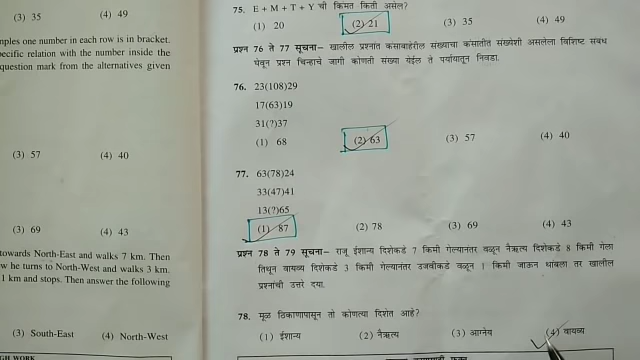 (3) 35 (4) 49
nples one number in each row is in bracket.
ecific relation with the number inside the
question mark from the alternatives given
(3) 57 (4) 40
(3) 69 (4) 43
towards North-East and walks 7 km. Then
w he turns to North-West and walks 3 km.
1 km and stops. Then answer the following
(3) South-East (4) North-West
GH WORK
75. E + M + T + Y ची किंमत किती असेल?
(1) 20 (2) 21 (3) 35 (4) 49
प्रश्न 76 ते 77 सूचना– खालील प्रश्नांत कंसाबाहेरील संख्याचा कंसातील संख्येशी असलेला विशिष्ट संबंध
घेवून प्रश्न चिन्हाचे जागी कोणती संख्या येईल ते पर्यायातून निवडा.
76. 23(108)29
17(63)19
31(?)37
(1) 68 (2) 63 (3) 57 (4) 40
77. 63(78)24
33(47)41
13(?)65
(1) 87 (2) 78 (3) 69 (4) 43
प्रश्न 78 ते 79 सूचना– राजू ईशान्य दिशेकडे 7 किमी गेल्यानंतर वळून नैऋत्य दिशेकडे 8 किमी गेला
तिथून वायव्य दिशेकडे 3 किमी गेल्यानंतर उजवीकडे वळून 1 किमी जाऊन थांबला तर खालील
प्रश्नांची उत्तरे द्या.
78. मूळ ठिकाणापासून तो कोणत्या दिशेत आहे?
(1) ईशान्य (2) नैऋत्य (3) आग्नेय (4) वायव्य